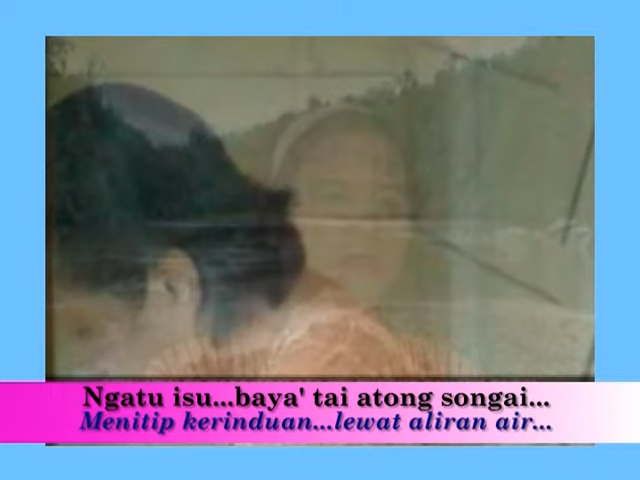 Ngatu isu...baya' tai atong songai...
Menitip kerinduan...lewat aliran air...